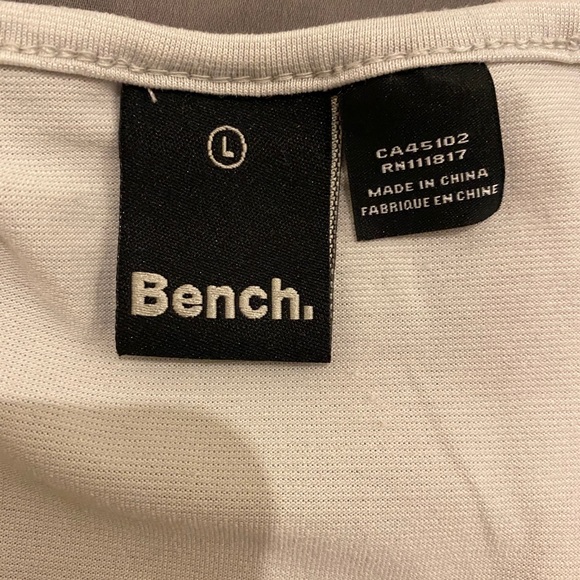 L
Bench.
CA45102
RN111817
MADE IN CHINA
FABRIQUE EN CHINE